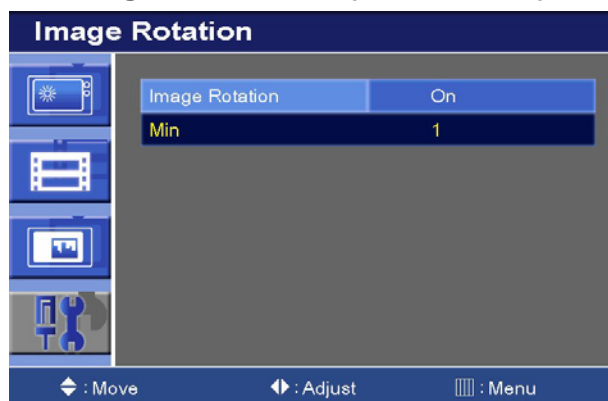 Image Rotation
Image Rotation On
Min 1
: Move : Adjust : Menu